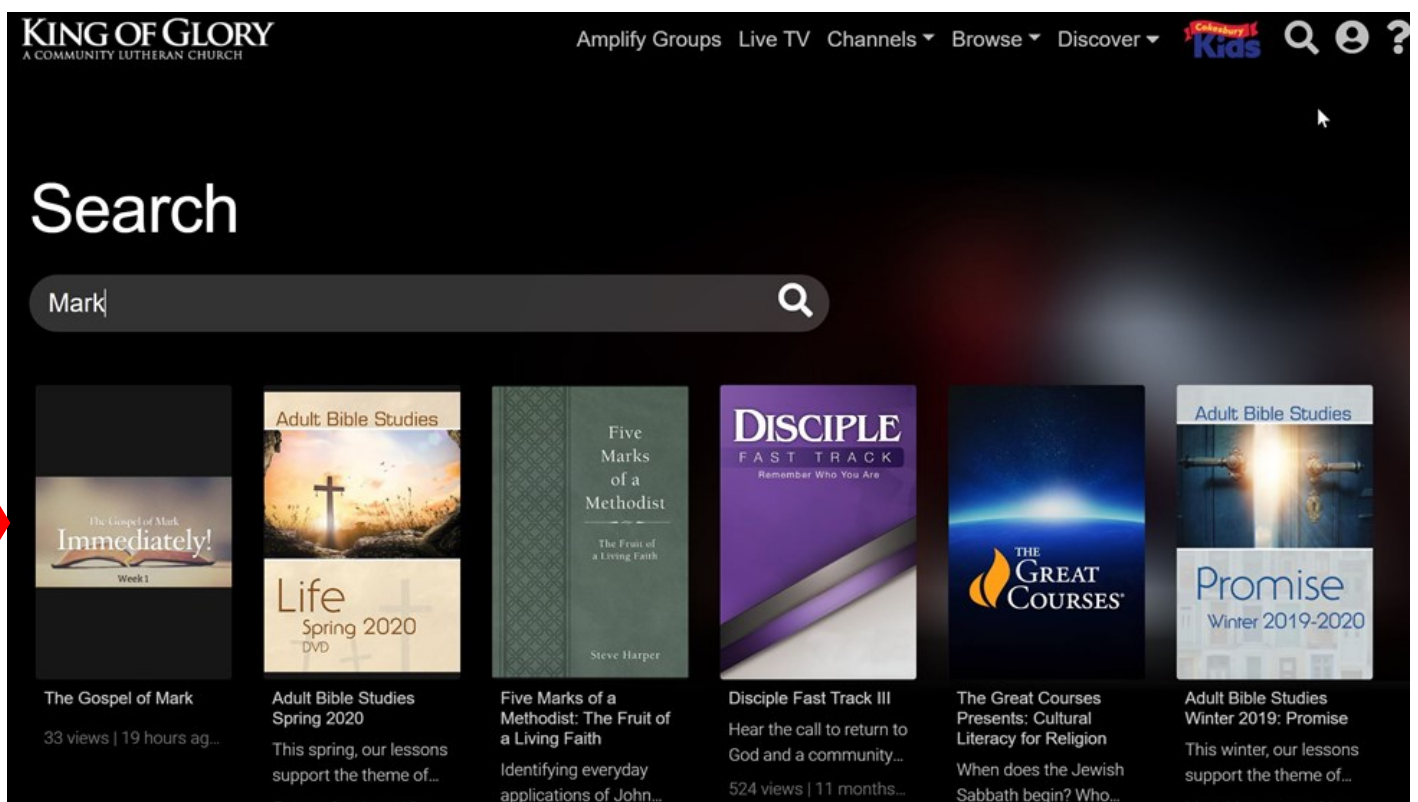 KING OF GLORY
A COMMUNITY LUTHERAN CHURCH
Amplify Groups Live TV Channels Browse Discover Cokesbury Kids ?
Search
Mark
The Gospel of Mark
Immediately!
Week 1
Adult Bible Studies
Life
Spring 2020
DVD
Five
Marks
of a
Methodist
The Fruit of
a Living Faith
Steve Harper
DISCIPLE
FAST TRACK
Remember Who You Are
THE
GREAT
COURSES®
Adult Bible Studies
Promise
Winter 2019-2020
The Gospel of Mark
33 views | 19 hours ag...
Adult Bible Studies
Spring 2020
This spring, our lessons
support the theme of...
Five Marks of a
Methodist: The Fruit of
a Living Faith
Identifying everyday
applications of John...
Disciple Fast Track III
Hear the call to return to
God and a community...
524 views | 11 months...
The Great Courses
Presents: Cultural
Literacy for Religion
When does the Jewish
Sabbath begin? Who...
Adult Bible Studies
Winter 2019: Promise
This winter, our lessons
support the theme of...